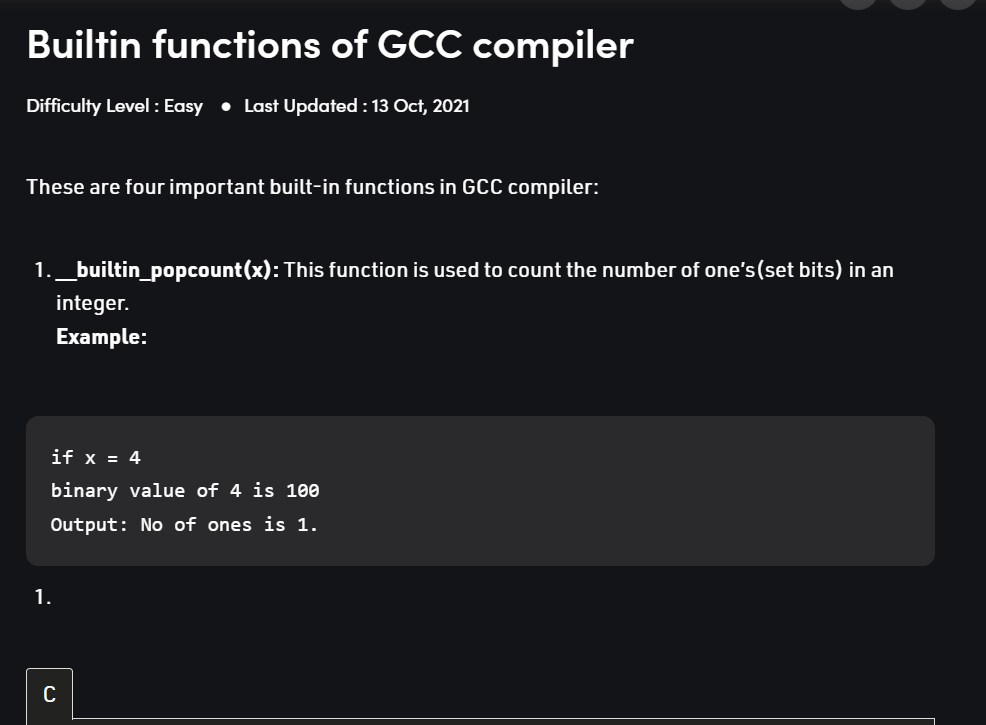 Builtin functions of GCC compiler
Difficulty Level : Easy ● Last Updated : 13 Oct, 2021
These are four important built-in functions in GCC compiler:
1. __builtin_popcount(x): This function is used to count the number of one’s(set bits) in an
integer.
Example:
if x = 4
binary value of 4 is 100
Output: No of ones is 1.
1.
C